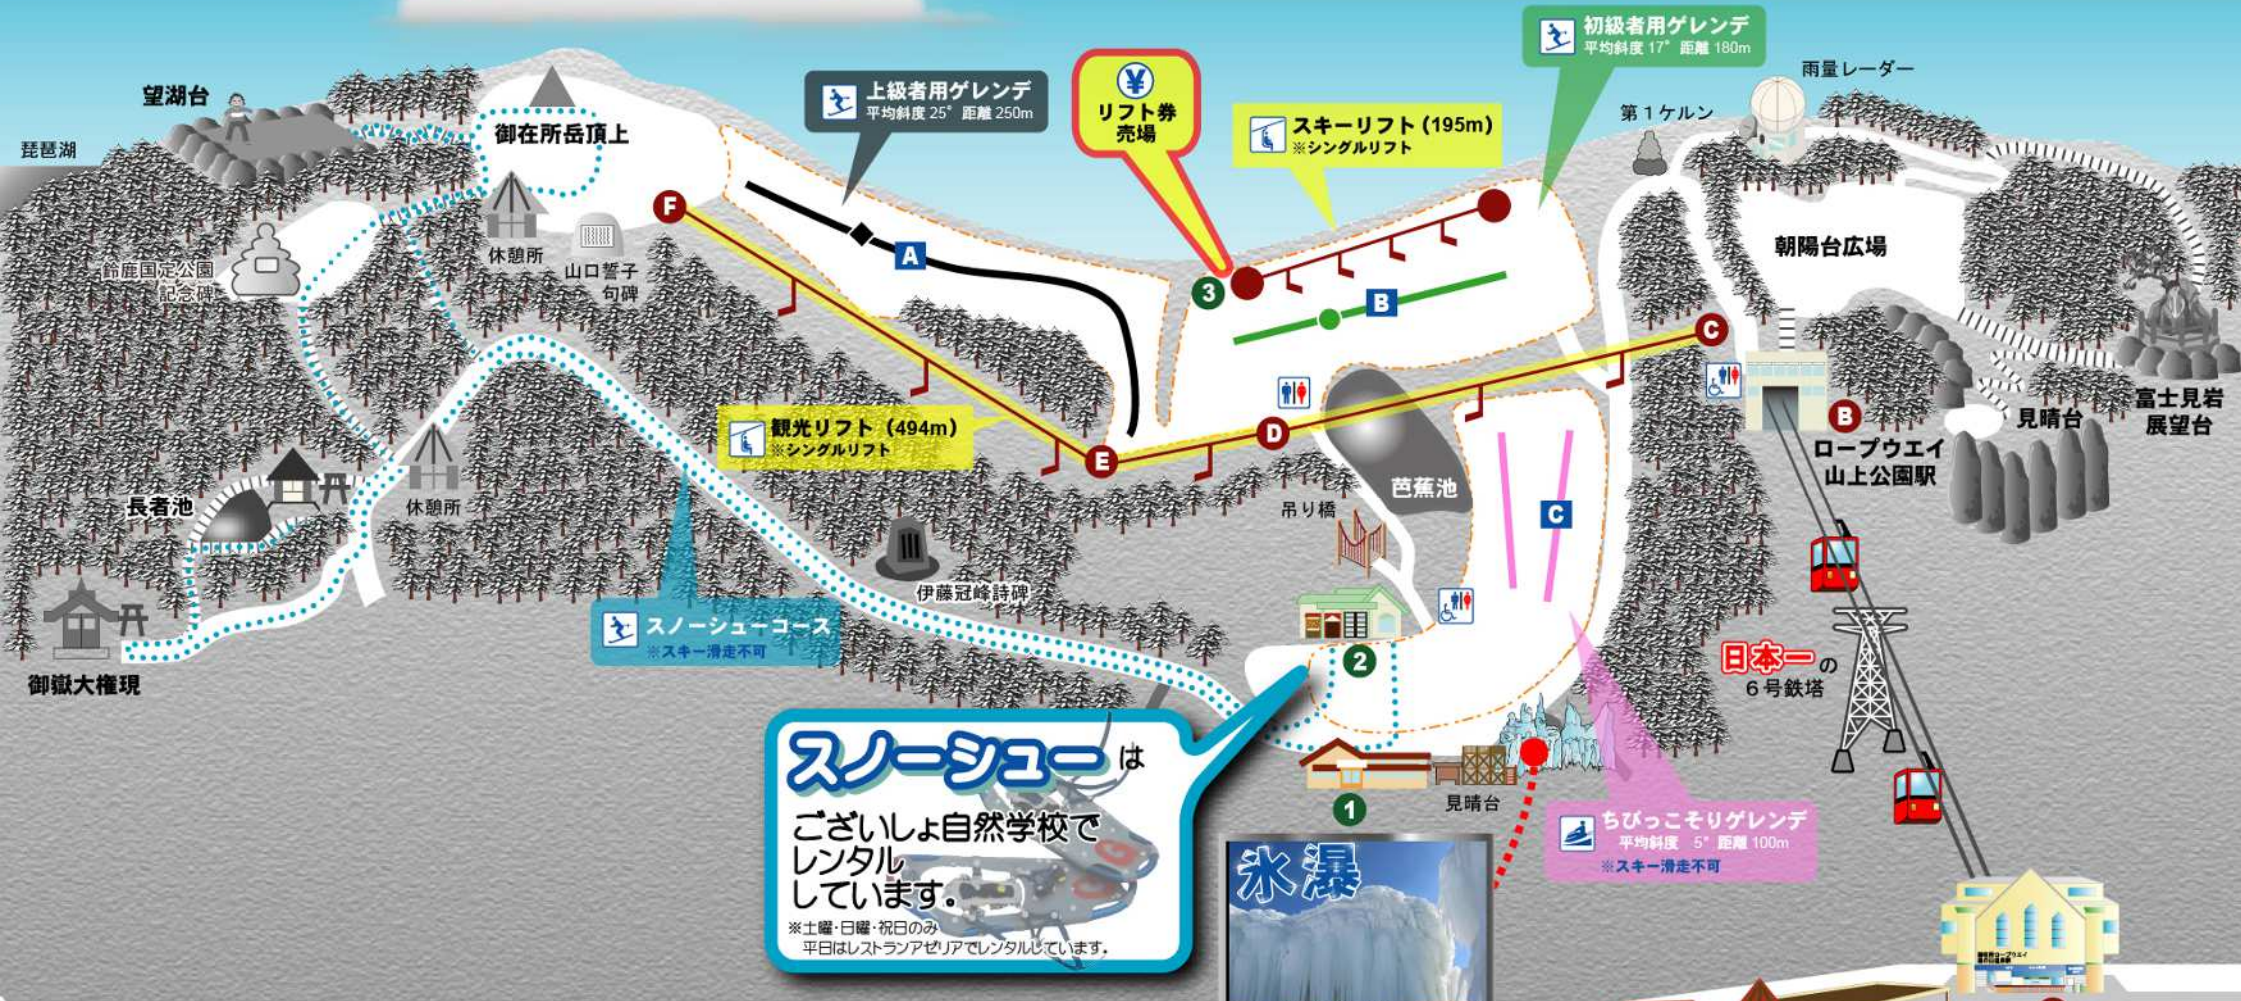 初級者用ゲレンデ
平均斜度 17° 距離 180m
雨量レーダー
望湖台
上級者用ゲレンデ
平均斜度 25° 距離 250m
¥
リフト券
売場
スキーリフト（195m）
※シングルリフト
第1ケルン
琵琶湖
御在所岳頂上
F
A
3
B
朝陽台広場
休憩所
山口誓子
句碑
鈴鹿国定公園
記念碑
C
観光リフト（494m）
※シングルリフト
E
D
B
ロープウエイ
山上公園駅
見晴台
富士見岩
展望台
長者池
休憩所
吊り橋
芭蕉池
C
伊藤冠峰詩碑
スノーシューコース
※スキー滑走不可
御嶽大権現
2
日本一の
6号鉄塔
スノーシューは
ございしょ自然学校で
レンタル
しています。
※土曜・日曜・祝日のみ
平日はレストランアゼリアでレンタルしています。
1
見晴台
ちびっこそりゲレンデ
平均斜度 5° 距離 100m
※スキー滑走不可
氷瀑